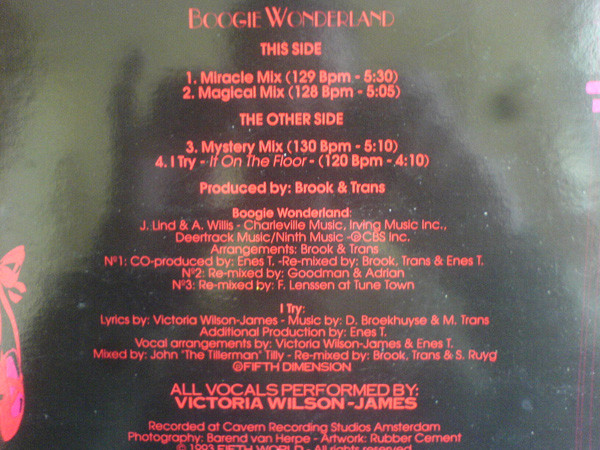 BOOGIE WONDERLAND
THIS SIDE
1. Miracle Mix (129 Bpm - 5:30)
2. Magical Mix (128 Bpm - 5:05)
THE OTHER SIDE
3. Mystery Mix (130 Bpm - 5:10)
4. I Try - It On The Floor - (120 Bpm - 4:10)
Produced by: Brook & Trans
Boogie Wonderland:
J. Lind & A. Willis - Charleville Music, Irving Music Inc.,
Deertrack Music/Ninth Music - ℗CBS Inc.
Arrangements: Brook & Trans
Nº1: CO-produced by: Enes T. -Re-mixed by: Brook, Trans & Enes T.
Nº2: Re-mixed by: Goodman & Adrian
Nº3: Re-mixed by: F. Lenssen at Tune Town
I Try:
Lyrics by: Victoria Wilson-James - Music by: D. Broekhuyse & M. Trans
Additional Production by: Enes T.
Vocal arrangements by: Victoria Wilson-James & Enes T.
Mixed by: John 'The Tillerman' Tilly - Re-mixed by: Brook, Trans & S. Ruyg
℗FIFTH DIMENSION
ALL VOCALS PERFORMED BY:
VICTORIA WILSON-JAMES
Recorded at Cavern Recording Studios Amsterdam
Photography: Barend van Herpe - Artwork: Rubber Cement
© 1993 FIFTH WORLD - All rights reserved